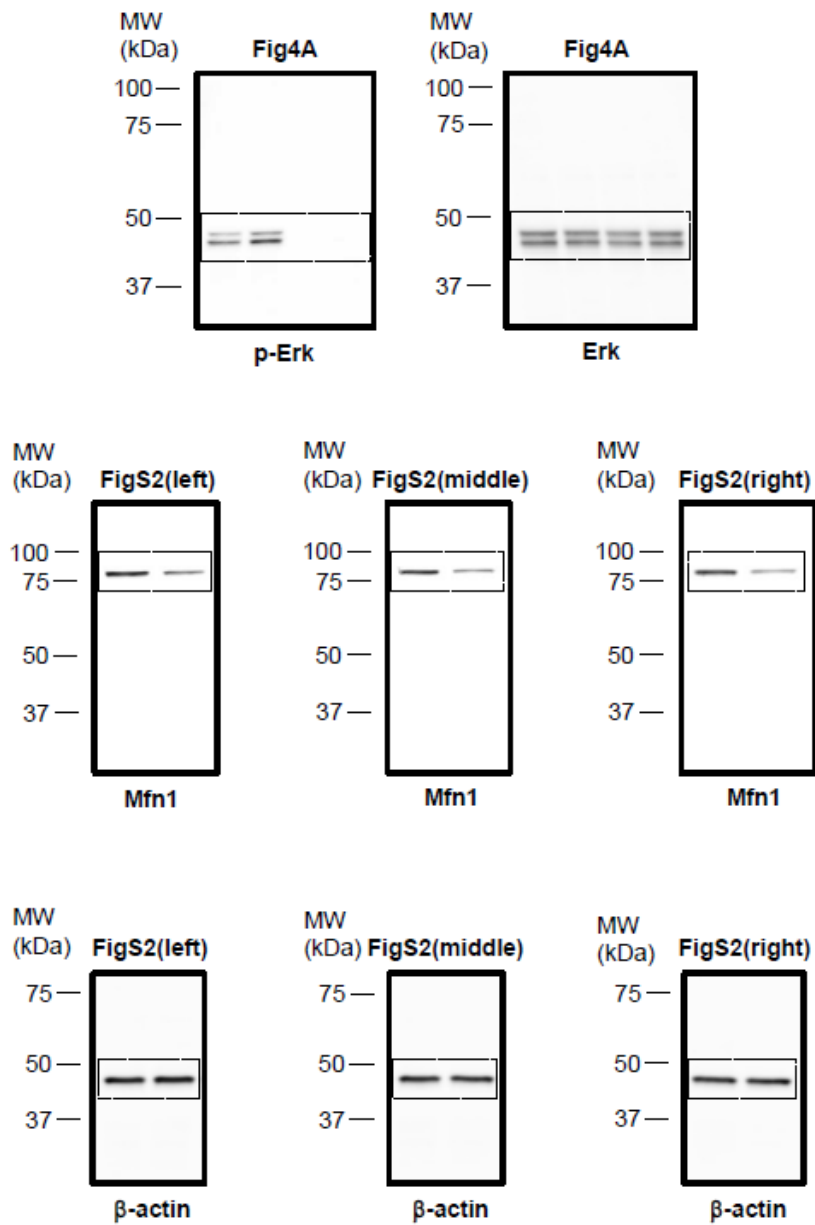 MW
(kDa)
Fig4A
100
75
50
37
p-Erk
MW
(kDa)
Fig4A
100
75
50
37
Erk
MW
(kDa)
FigS2(left)
100
75
50
37
Mfn1
MW
(kDa)
FigS2(middle)
100
75
50
37
Mfn1
MW
(kDa)
FigS2(right)
100
75
50
37
Mfn1
MW
(kDa)
FigS2(left)
75
50
37
β-actin
MW
(kDa)
FigS2(middle)
75
50
37
β-actin
MW
(kDa)
FigS2(right)
75
50
37
β-actin